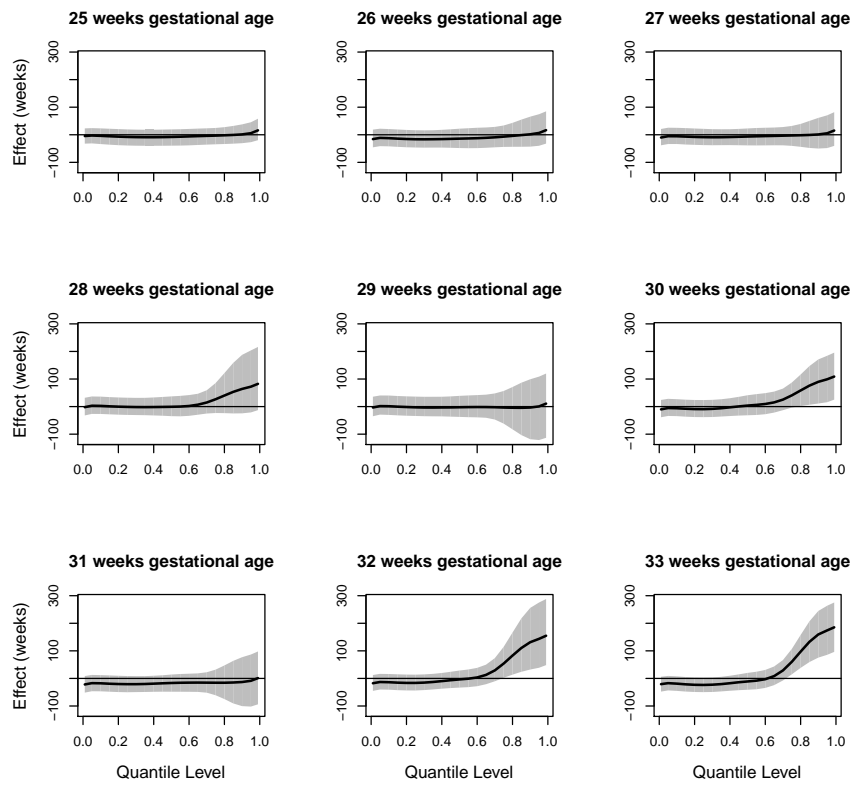 25 weeks gestational age
26 weeks gestational age
27 weeks gestational age
Effect (weeks)
300
100
−100
0.0 0.2 0.4 0.6 0.8 1.0
300
100
−100
0.0 0.2 0.4 0.6 0.8 1.0
300
100
−100
0.0 0.2 0.4 0.6 0.8 1.0
28 weeks gestational age
29 weeks gestational age
30 weeks gestational age
Effect (weeks)
300
100
−100
0.0 0.2 0.4 0.6 0.8 1.0
300
100
−100
0.0 0.2 0.4 0.6 0.8 1.0
300
100
−100
0.0 0.2 0.4 0.6 0.8 1.0
31 weeks gestational age
32 weeks gestational age
33 weeks gestational age
Effect (weeks)
300
100
−100
0.0 0.2 0.4 0.6 0.8 1.0
300
100
−100
0.0 0.2 0.4 0.6 0.8 1.0
300
100
−100
0.0 0.2 0.4 0.6 0.8 1.0
Quantile Level
Quantile Level
Quantile Level